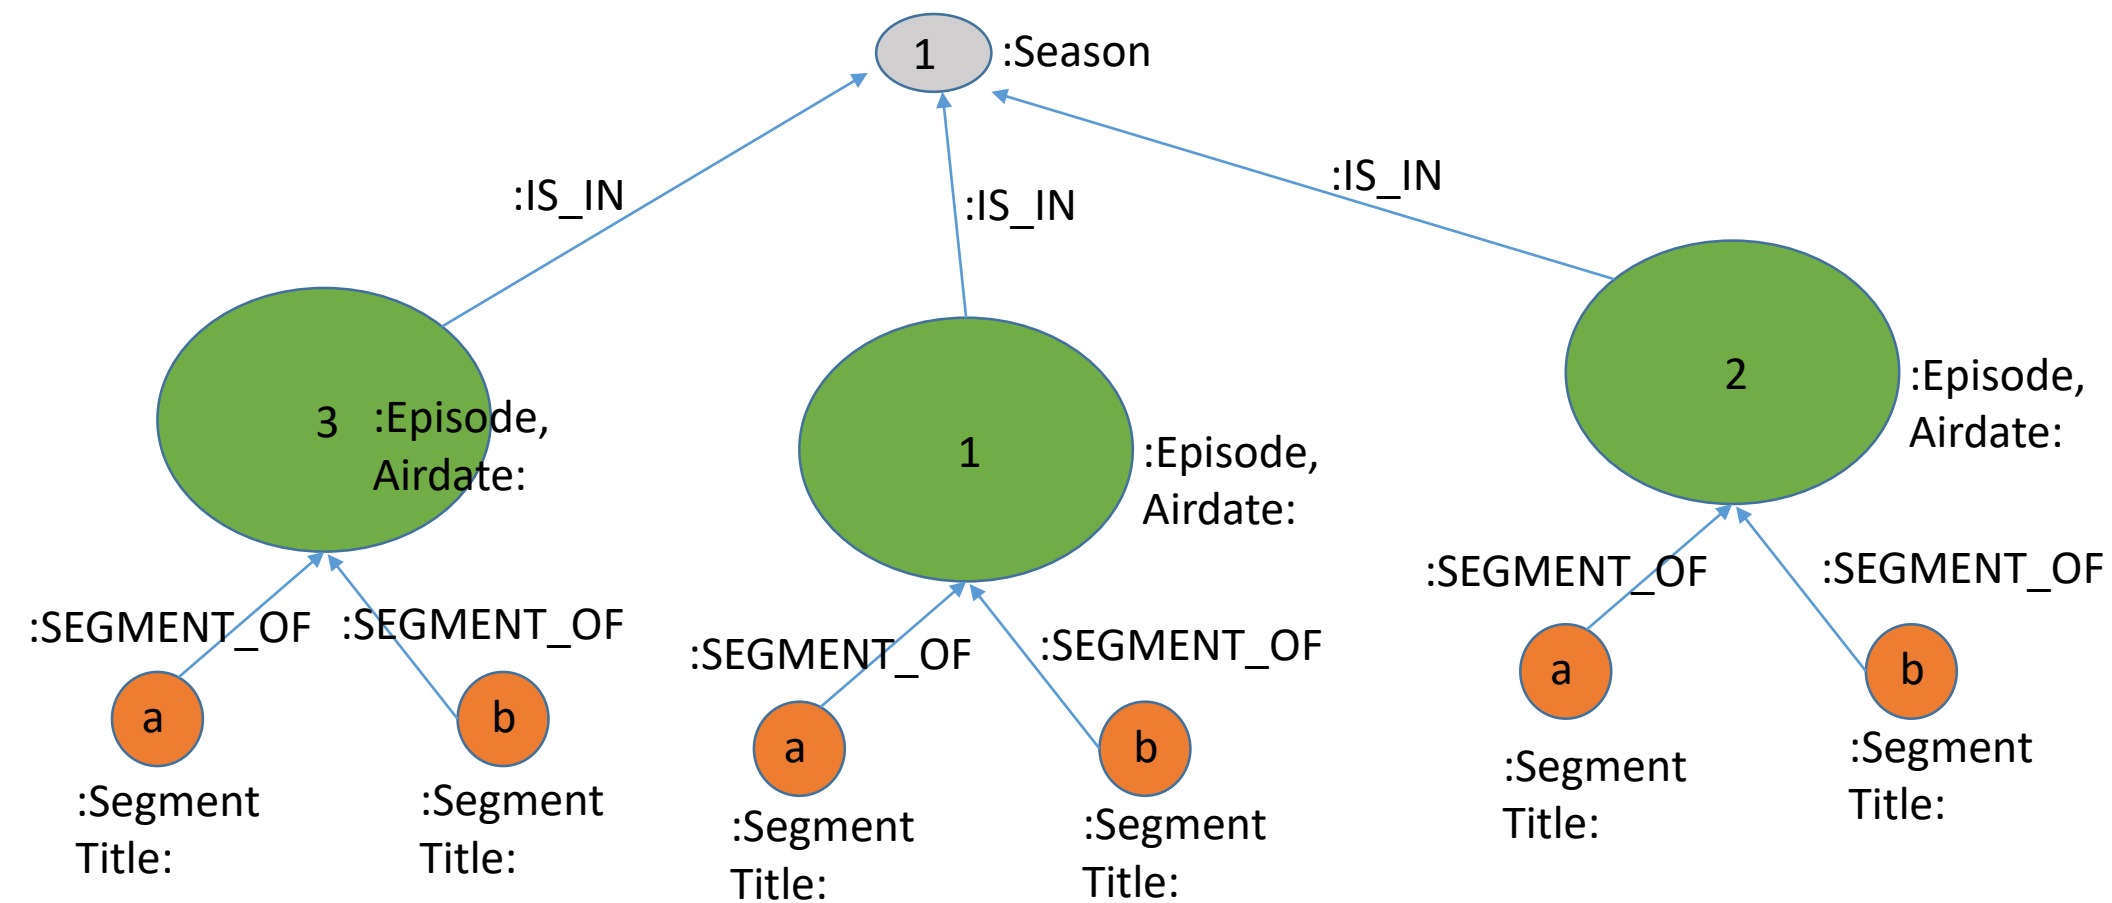 1 :Season
:IS_IN
:IS_IN
:IS_IN
3 :Episode,
Airdate:
1 :Episode,
Airdate:
2 :Episode,
Airdate:
:SEGMENT_OF
:SEGMENT_OF
:SEGMENT_OF
:SEGMENT_OF
:SEGMENT_OF
:SEGMENT_OF
a
:Segment
Title:
b
:Segment
Title:
a
:Segment
Title:
b
:Segment
Title:
a
:Segment
Title:
b
:Segment
Title: